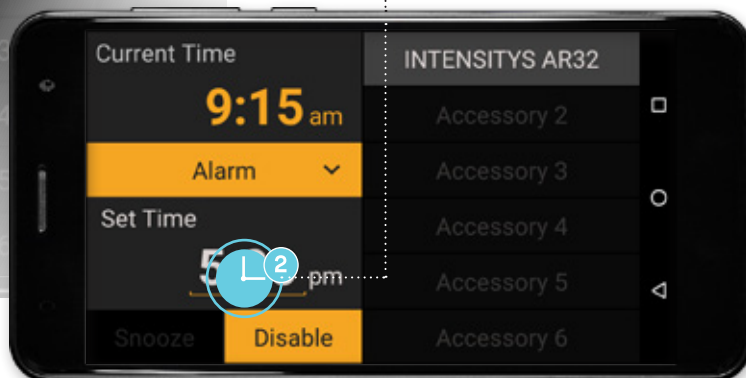 Current Time
9:15 am
Alarm
Set Time
2
pm
Snooze
Disable
INTENSITYS AR32
Accessory 2
Accessory 3
Accessory 4
Accessory 5
Accessory 6